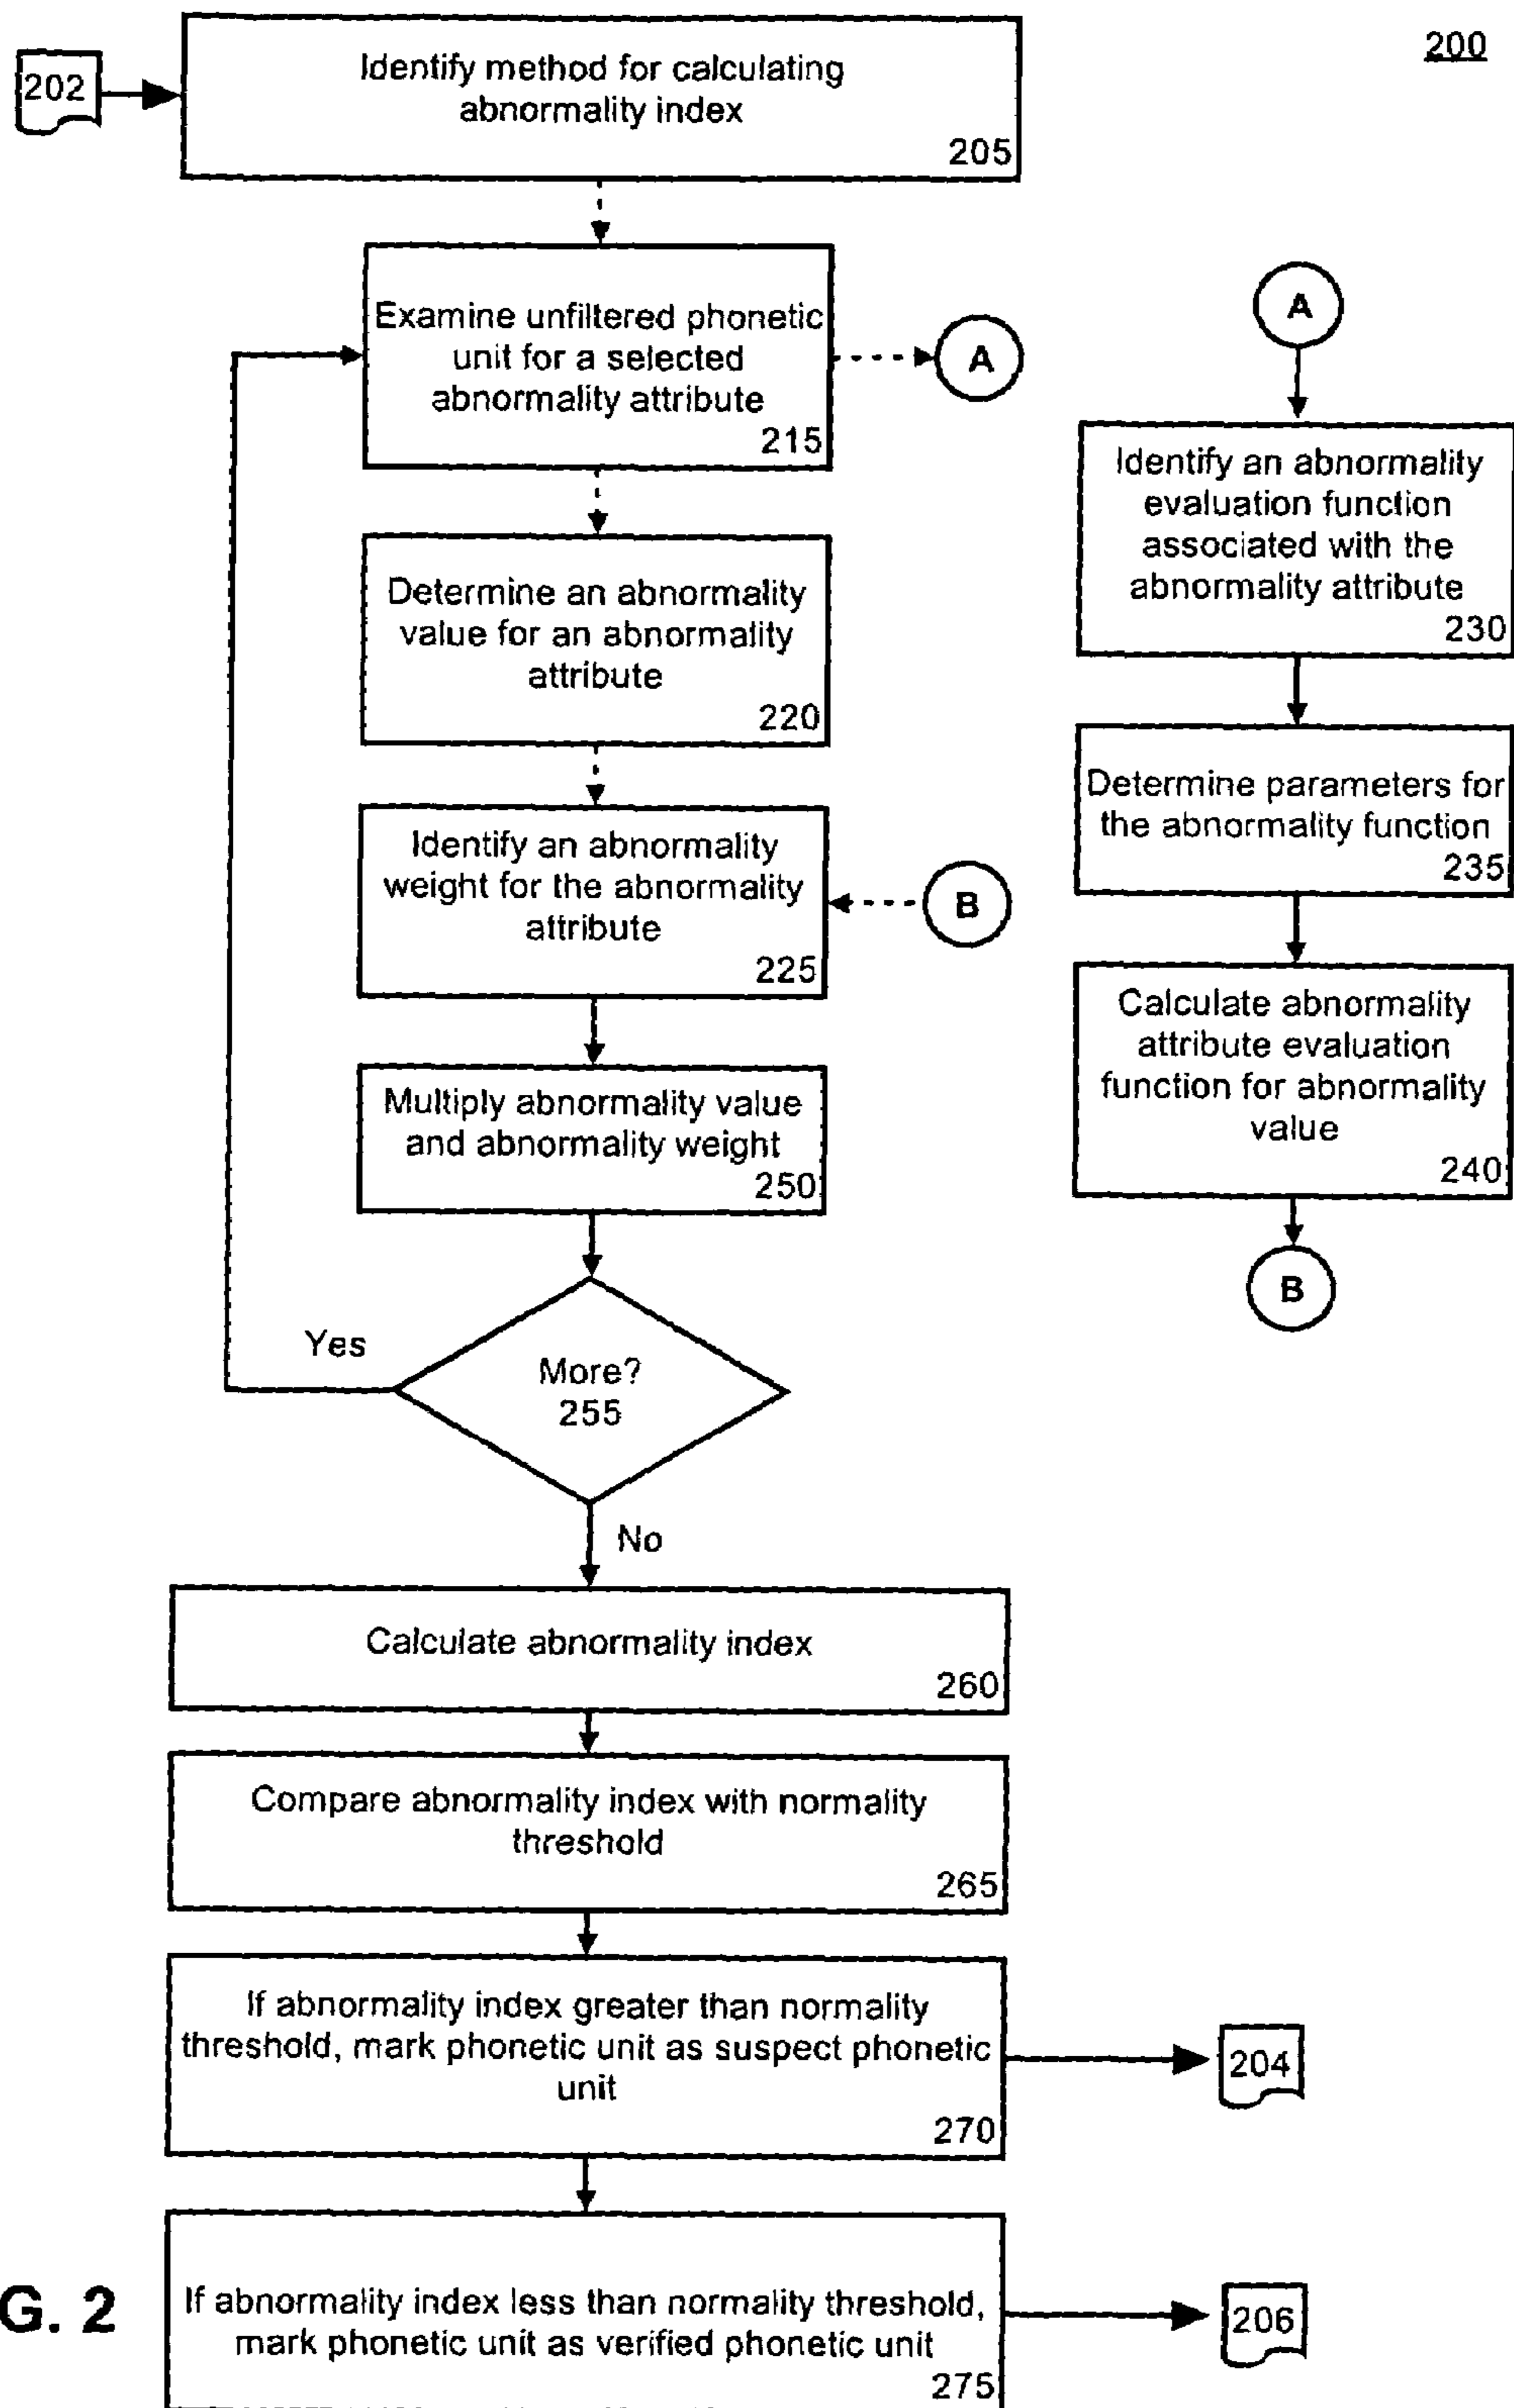 200
202
Identify method for calculating
abnormality index
205
Examine unfiltered phonetic
unit for a selected
abnormality attribute
215
A
Determine an abnormality
value for an abnormality
attribute
220
Identify an abnormality
weight for the abnormality
attribute
225
B
Multiply abnormality value
and abnormality weight
250
Yes
More?
255
No
A
Identify an abnormality
evaluation function
associated with the
abnormality attribute
230
Determine parameters for
the abnormality function
235
Calculate abnormality
attribute evaluation
function for abnormality
value
240
B
Calculate abnormality index
260
Compare abnormality index with normality
threshold
265
If abnormality index greater than normality
threshold, mark phonetic unit as suspect phonetic
unit
270
204
If abnormality index less than normality threshold,
mark phonetic unit as verified phonetic unit
275
206
G. 2